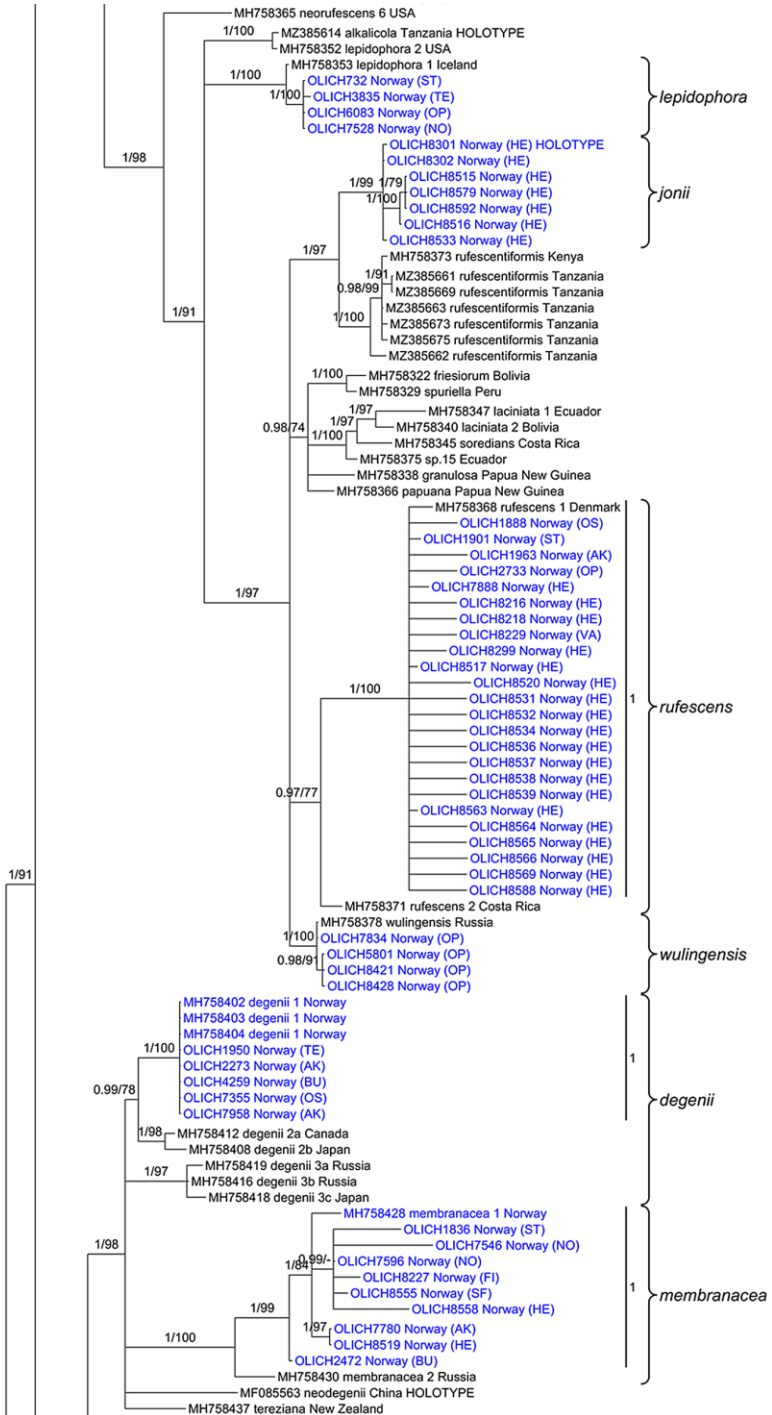 MH758365 neorufescens 6 USA
1/100
MZ385614 alkalicola Tanzania HOLOTYPE
MH758352 lepidophora 2 USA
1/100
MH758353 lepidophora 1 Iceland
1/100
OLICH732 Norway (ST)
OLICH3835 Norway (TE)
OLICH6083 Norway (OP)
OLICH7528 Norway (NO)
lepidophora
1/98
OLICH8301 Norway (HE) HOLOTYPE
OLICH8302 Norway (HE)
1/99
1/79
OLICH8515 Norway (HE)
OLICH8579 Norway (HE)
1/100
OLICH8592 Norway (HE)
OLICH8516 Norway (HE)
OLICH8533 Norway (HE)
jonii
1/97
MH758373 rufescentiformis Kenya
1/91
MZ385661 rufescentiformis Tanzania
0.98/99
MZ385669 rufescentiformis Tanzania
MZ385663 rufescentiformis Tanzania
1/100
MZ385673 rufescentiformis Tanzania
MZ385675 rufescentiformis Tanzania
MZ385662 rufescentiformis Tanzania
1/91
1/100
MH758322 friesiorum Bolivia
MH758329 spuriella Peru
1/97
MH758347 laciniata 1 Ecuador
1/97
MH758340 laciniata 2 Bolivia
0.98/74
1/100
MH758345 soredians Costa Rica
MH758375 sp.15 Ecuador
MH758338 granulosa Papua New Guinea
MH758366 papuana Papua New Guinea
1/97
MH758368 rufescens 1 Denmark
OLICH1888 Norway (OS)
OLICH1901 Norway (ST)
OLICH1963 Norway (AK)
OLICH2733 Norway (OP)
OLICH7888 Norway (HE)
OLICH8216 Norway (HE)
OLICH8218 Norway (HE)
OLICH8229 Norway (VA)
OLICH8299 Norway (HE)
OLICH8517 Norway (HE)
OLICH8520 Norway (HE)
1/100
OLICH8531 Norway (HE)
1
OLICH8532 Norway (HE)
OLICH8534 Norway (HE)
OLICH8536 Norway (HE)
OLICH8537 Norway (HE)
OLICH8538 Norway (HE)
OLICH8539 Norway (HE)
OLICH8563 Norway (HE)
OLICH8564 Norway (HE)
OLICH8565 Norway (HE)
OLICH8566 Norway (HE)
OLICH8569 Norway (HE)
OLICH8588 Norway (HE)
rufescens
0.97/77
MH758371 rufescens 2 Costa Rica
1/91
MH758378 wulingensis Russia
1/100
OLICH7834 Norway (OP)
OLICH5801 Norway (OP)
0.98/91
OLICH8421 Norway (OP)
OLICH8428 Norway (OP)
wulingensis
MH758402 degenii 1 Norway
MH758403 degenii 1 Norway
MH758404 degenii 1 Norway
1/100
OLICH1950 Norway (TE)
1
OLICH2273 Norway (AK)
OLICH4259 Norway (BU)
OLICH7355 Norway (OS)
OLICH7958 Norway (AK)
degenii
0.99/78
1/98
MH758412 degenii 2a Canada
MH758408 degenii 2b Japan
1/97
MH758419 degenii 3a Russia
MH758416 degenii 3b Russia
MH758418 degenii 3c Japan
1/98
MH758428 membranacea 1 Norway
OLICH1836 Norway (ST)
OLICH7546 Norway (NO)
0.99/-
OLICH7596 Norway (NO)
1/84
OLICH8227 Norway (FI)
OLICH8555 Norway (SF)
1
OLICH8558 Norway (HE)
1/99
1/97
OLICH7780 Norway (AK)
OLICH8519 Norway (HE)
OLICH2472 Norway (BU)
membranacea
1/100
MH758430 membranacea 2 Russia
MF085563 neodegenii China HOLOTYPE
MH758437 tereziana New Zealand